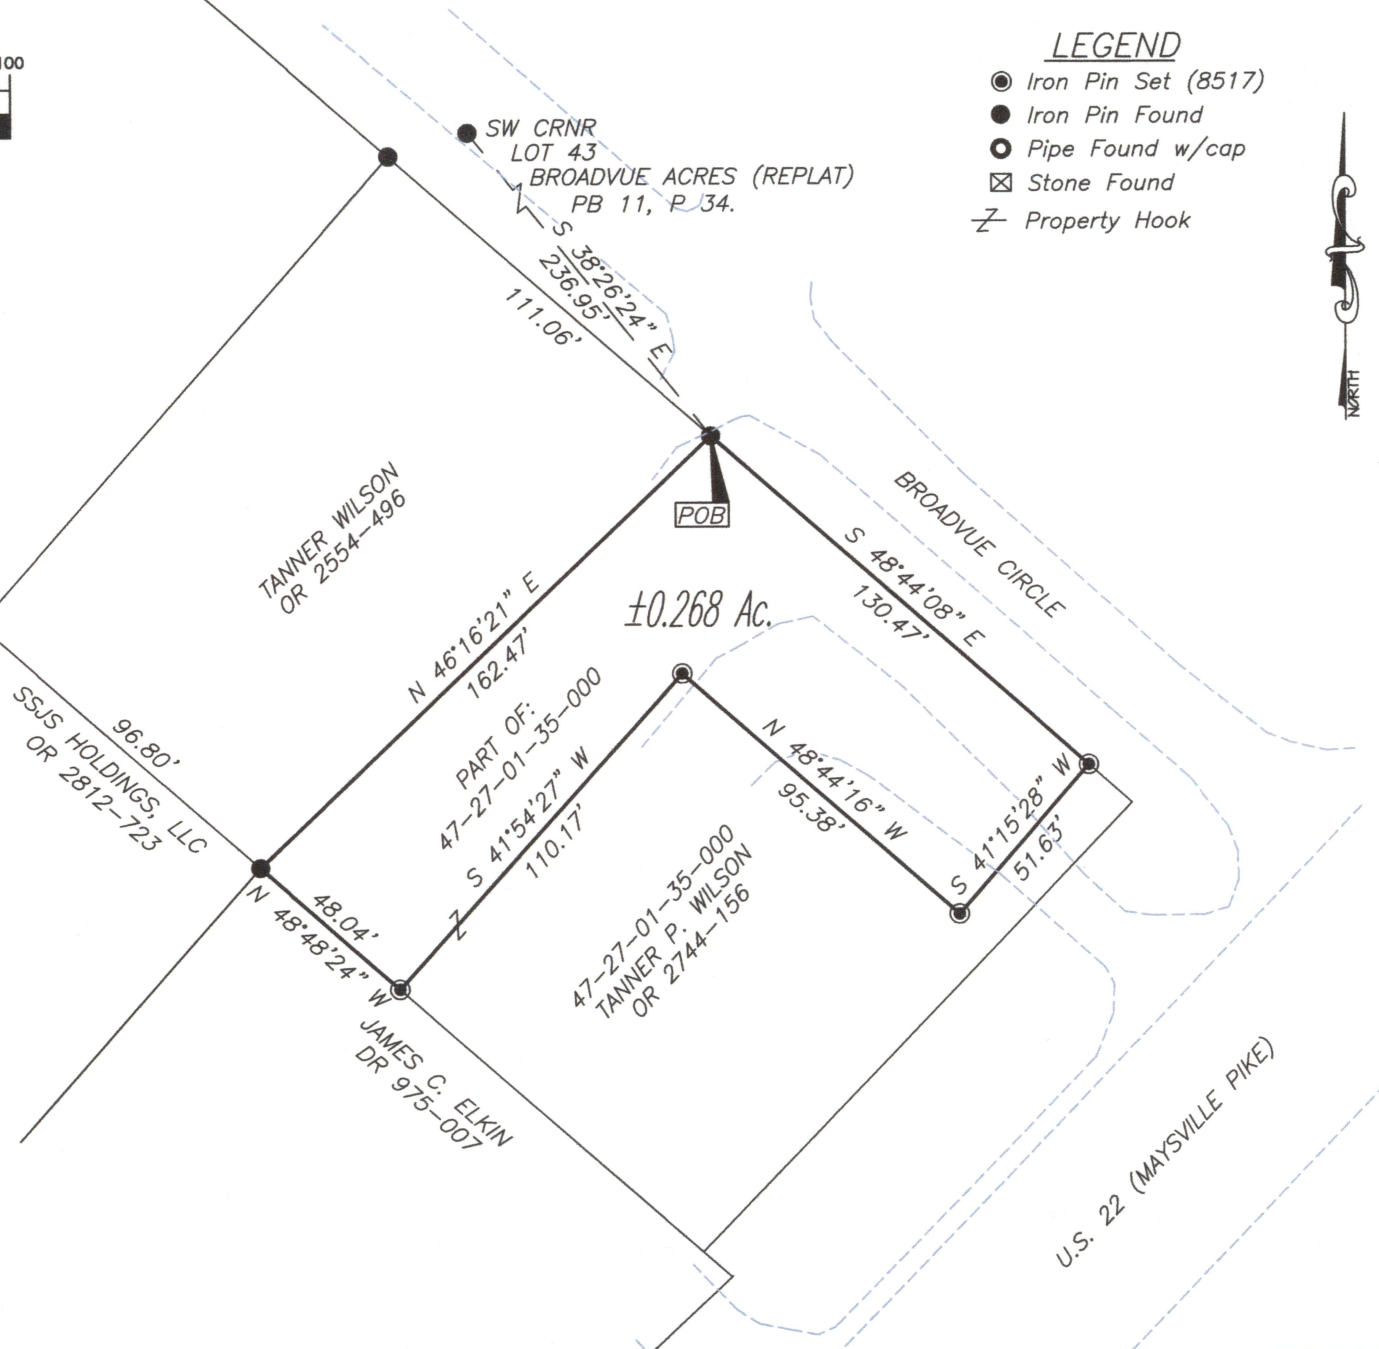 100
LEGEND
Iron Pin Set (8517)
Iron Pin Found
Pipe Found w/cap
Stone Found
Property Hook
NORTH
SW CRNR
LOT 43
BROADVUE ACRES (REPLAT)
PB 11, P 34.
S 38°26'24" E
236.95'
111.06'
POB
BROADVUE CIRCLE
S 48°44'08" E
130.47'
±0.268 Ac.
TANNER WILSON
OR 2554-496
N 46°16'21" E
162.47'
PART OF:
47-27-01-35-000
S 41°54'27" W
110.17'
N 48°44'16" W
95.38'
S 41°15'28" W
51.63'
96.80'
SSJS HOLDINGS, LLC
OR 2812-723
48.04'
N 48°48'24" W
47-27-01-35-000
TANNER P. WILSON
OR 2744-156
JAMES C. ELKIN
DR 975-007
U.S. 22 (MAYSVILLE PIKE)